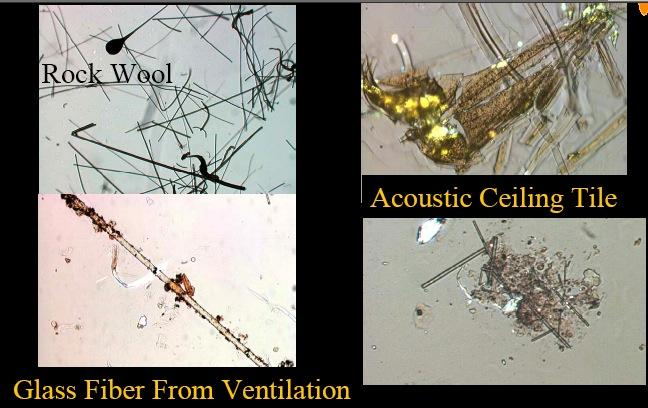 Rock Wool
Acoustic Ceiling Tile
Glass Fiber From Ventilation